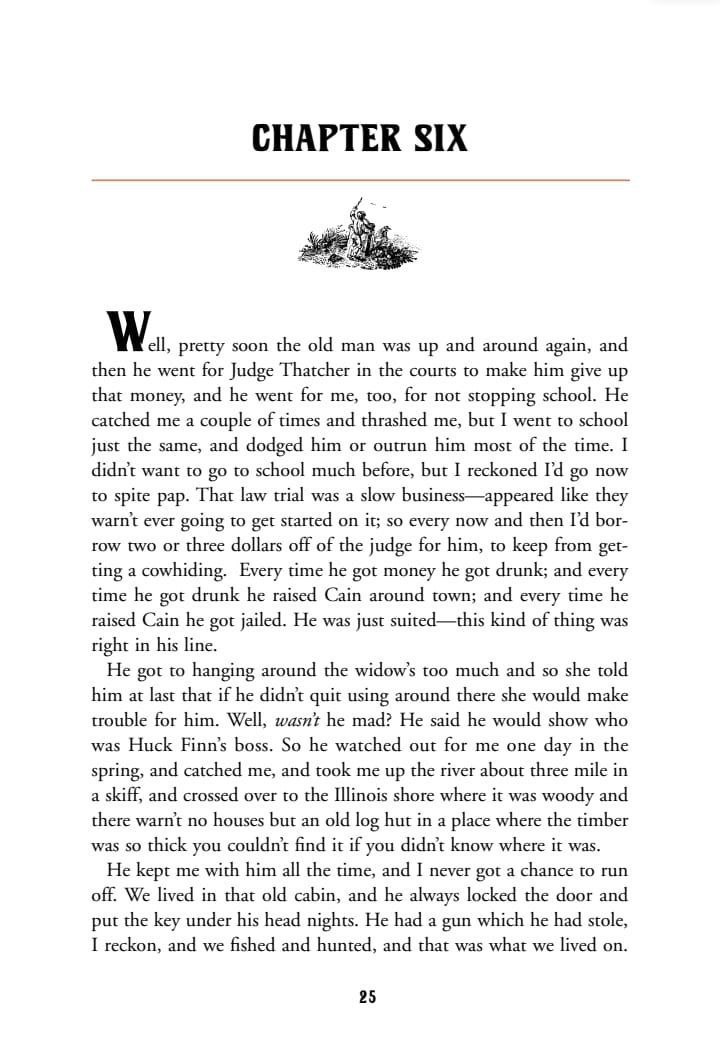 CHAPTER SIX
Well, pretty soon the old man was up and around again, and
then he went for Judge Thatcher in the courts to make him give up
that money, and he went for me, too, for not stopping school. He
catched me a couple of times and thrashed me, but I went to school
just the same, and dodged him or outrun him most of the time. I
didn’t want to go to school much before, but I reckoned I’d go now
to spite pap. That law trial was a slow business—appeared like they
warn’t ever going to get started on it; so every now and then I’d bor-
row two or three dollars off of the judge for him, to keep from get-
ting a cowhiding.  Every time he got money he got drunk; and every
time he got drunk he raised Cain around town; and every time he
raised Cain he got jailed. He was just suited—this kind of thing was
right in his line.
He got to hanging around the widow’s too much and so she told
him at last that if he didn’t quit using around there she would make
trouble for him. Well, wasn’t he mad? He said he would show who
was Huck Finn’s boss. So he watched out for me one day in the
spring, and catched me, and took me up the river about three mile in
a skiff, and crossed over to the Illinois shore where it was woody and
there warn’t no houses but an old log hut in a place where the timber
was so thick you couldn’t find it if you didn’t know where it was.
He kept me with him all the time, and I never got a chance to run
off. We lived in that old cabin, and he always locked the door and
put the key under his head nights. He had a gun which he had stole,
I reckon, and we fished and hunted, and that was what we lived on.
25